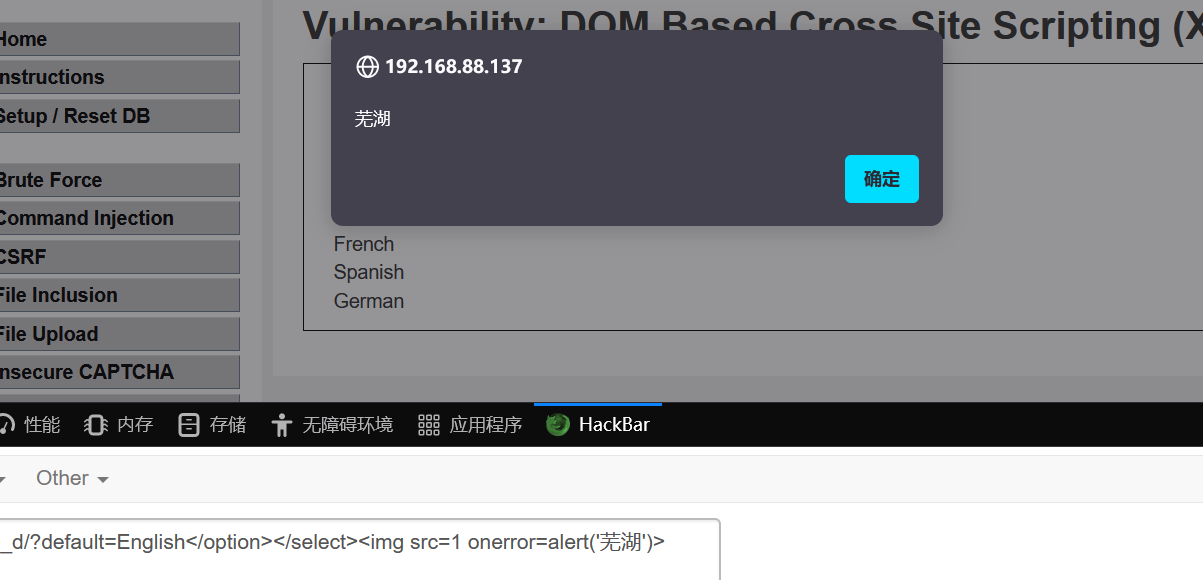 Vulnerability: DOM Based Cross Site Scripting (X
Home
Instructions
Setup / Reset DB
Brute Force
Command Injection
CSRF
File Inclusion
File Upload
Insecure CAPTCHA
192.168.88.137
芜湖
确定
French
Spanish
German
性能
内存
存储
无障碍环境
应用程序
HackBar
Other
_d/?default=English</option></select><img src=1 onerror=alert('芜湖')>